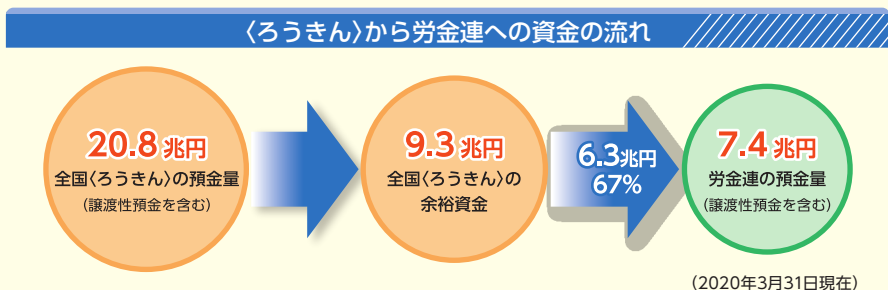 〈ろうきん〉から労金連への資金の流れ
20.8兆円
全国〈ろうきん〉の預金量
(譲渡性預金を含む)
9.3兆円
全国〈ろうきん〉の
余裕資金
6.3兆円
67%
7.4兆円
労金連の預金量
(譲渡性預金を含む)
(2020年3月31日現在)